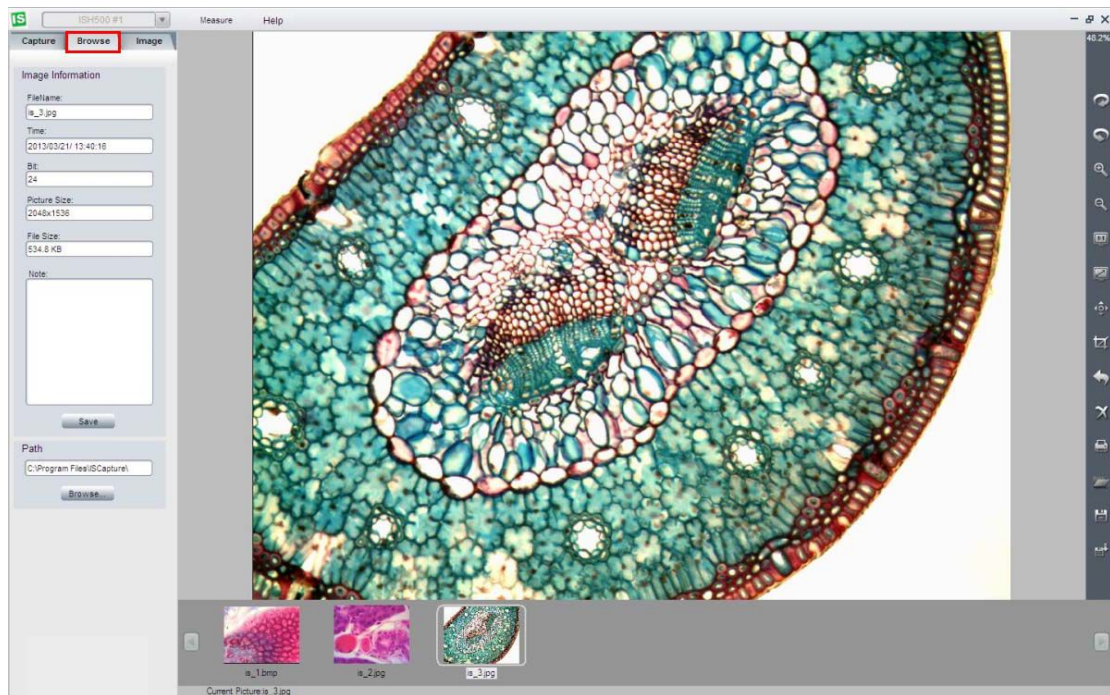 IS
ISH500 #1
Measure
Help
48.2%
Capture
Browse
Image
Image Information
FileName:
is_3.jpg
Time:
2013/03/21/ 13:40:16
Bit:
24
Picture Size:
2048x1536
File Size:
534.8 KB
Note:
Save
Path
C:\Program Files\ISCapture\
Browse...
is_1.bmp
is_2.jpg
is_3.jpg
Current Picture:is_3.jpg